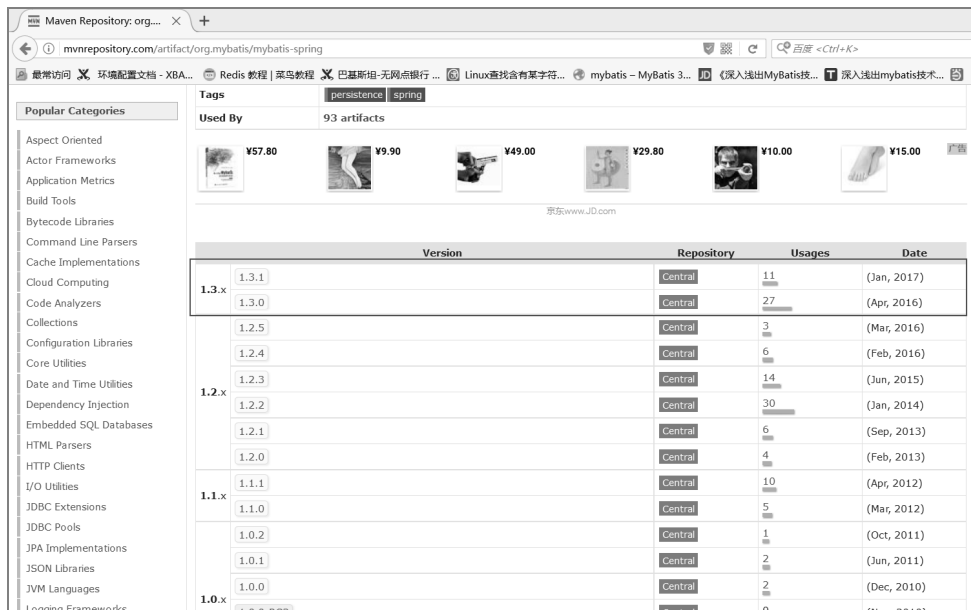 Maven Repository: org....
mvnrepository.com/artifact/org.mybatis/mybatis-spring
百度 <Ctrl+K>
最常访问 环境配置文档 - XBA... Redis 教程 | 菜鸟教程 巴基斯坦-无网点银行 ... Linux查找含有某字符... mybatis – MyBatis 3... JD 《深入浅出MyBatis技... T 深入浅出mybatis技术...
Popular Categories
Aspect Oriented
Actor Frameworks
Application Metrics
Build Tools
Bytecode Libraries
Command Line Parsers
Cache Implementations
Cloud Computing
Code Analyzers
Collections
Configuration Libraries
Core Utilities
Date and Time Utilities
Dependency Injection
Embedded SQL Databases
HTML Parsers
HTTP Clients
I/O Utilities
JDBC Extensions
JDBC Pools
JPA Implementations
JSON Libraries
JVM Languages
Logging Frameworks
Tags persistence spring
Used By 93 artifacts
¥57.80 ¥9.90 ¥49.00 ¥29.80 ¥10.00 ¥15.00 广告
京东www.JD.com
Version Repository Usages Date
1.3.x
1.3.1 Central 11 (Jan, 2017)
1.3.0 Central 27 (Apr, 2016)
1.2.x
1.2.5 Central 3 (Mar, 2016)
1.2.4 Central 6 (Feb, 2016)
1.2.3 Central 14 (Jun, 2015)
1.2.2 Central 30 (Jan, 2014)
1.2.1 Central 6 (Sep, 2013)
1.2.0 Central 4 (Feb, 2013)
1.1.x
1.1.1 Central 10 (Apr, 2012)
1.1.0 Central 5 (Mar, 2012)
1.0.x
1.0.2 Central 1 (Oct, 2011)
1.0.1 Central 2 (Jun, 2011)
1.0.0 Central 2 (Dec, 2010)